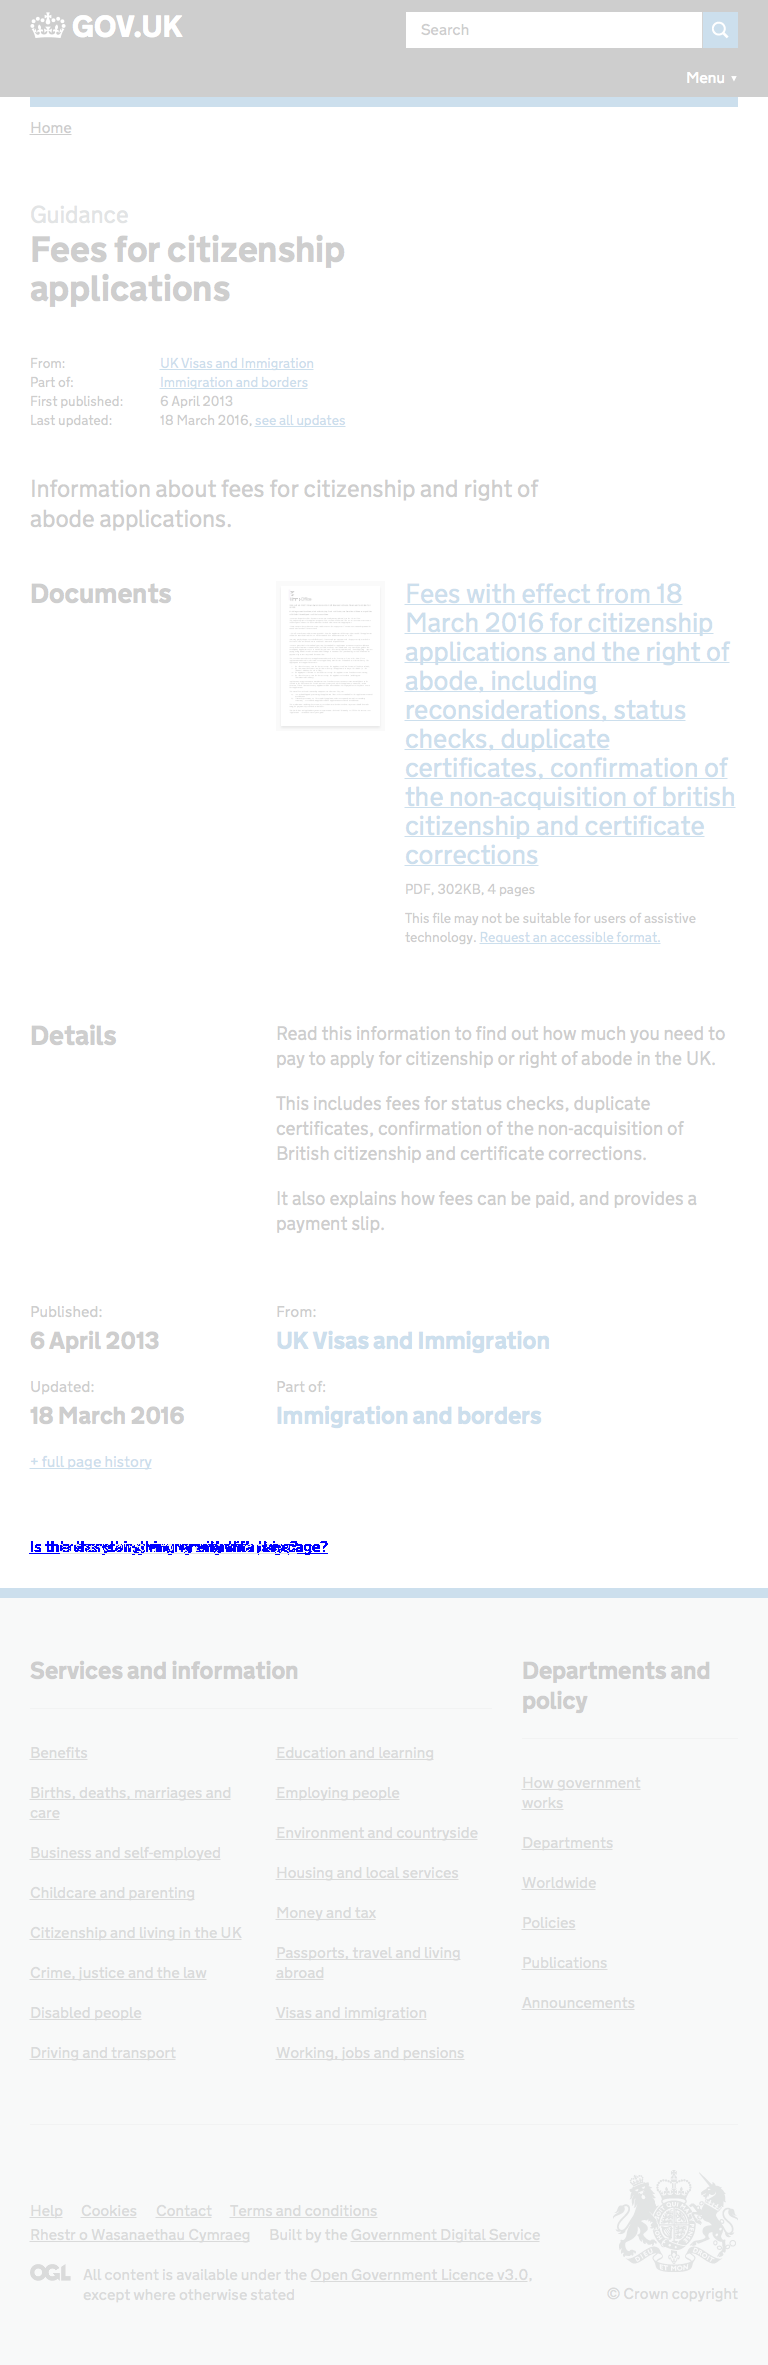 GOV.UK
Search
Menu ▼
Home
Guidance
Fees for citizenship
applications
From: UK Visas and Immigration
Part of: Immigration and borders
First published: 6 April 2013
Last updated: 18 March 2016, see all updates
Information about fees for citizenship and right of
abode applications.
Documents
Fees with effect from 18
March 2016 for citizenship
applications and the right of
abode, including
reconsiderations, status
checks, duplicate
certificates, confirmation of
the non-acquisition of british
citizenship and certificate
corrections
PDF, 302KB, 4 pages
This file may not be suitable for users of assistive
technology. Request an accessible format.
Details
Read this information to find out how much you need to
pay to apply for citizenship or right of abode in the UK.
This includes fees for status checks, duplicate
certificates, confirmation of the non-acquisition of
British citizenship and certificate corrections.
It also explains how fees can be paid, and provides a
payment slip.
Published:
6 April 2013
From:
UK Visas and Immigration
Updated:
18 March 2016
Part of:
Immigration and borders
+ full page history
Is
Services and information
Departments and
policy
Benefits
Births, deaths, marriages and
care
Business and self-employed
Childcare and parenting
Citizenship and living in the UK
Crime, justice and the law
Disabled people
Driving and transport
Education and learning
Employing people
Environment and countryside
Housing and local services
Money and tax
Passports, travel and living
abroad
Visas and immigration
Working, jobs and pensions
How government
works
Departments
Worldwide
Policies
Publications
Announcements
Help Cookies Contact Terms and conditions
Rhestr o Wasanaethau Cymraeg Built by the Government Digital Service
OGL All content is available under the Open Government Licence v3.0,
except where otherwise stated
© Crown copyright